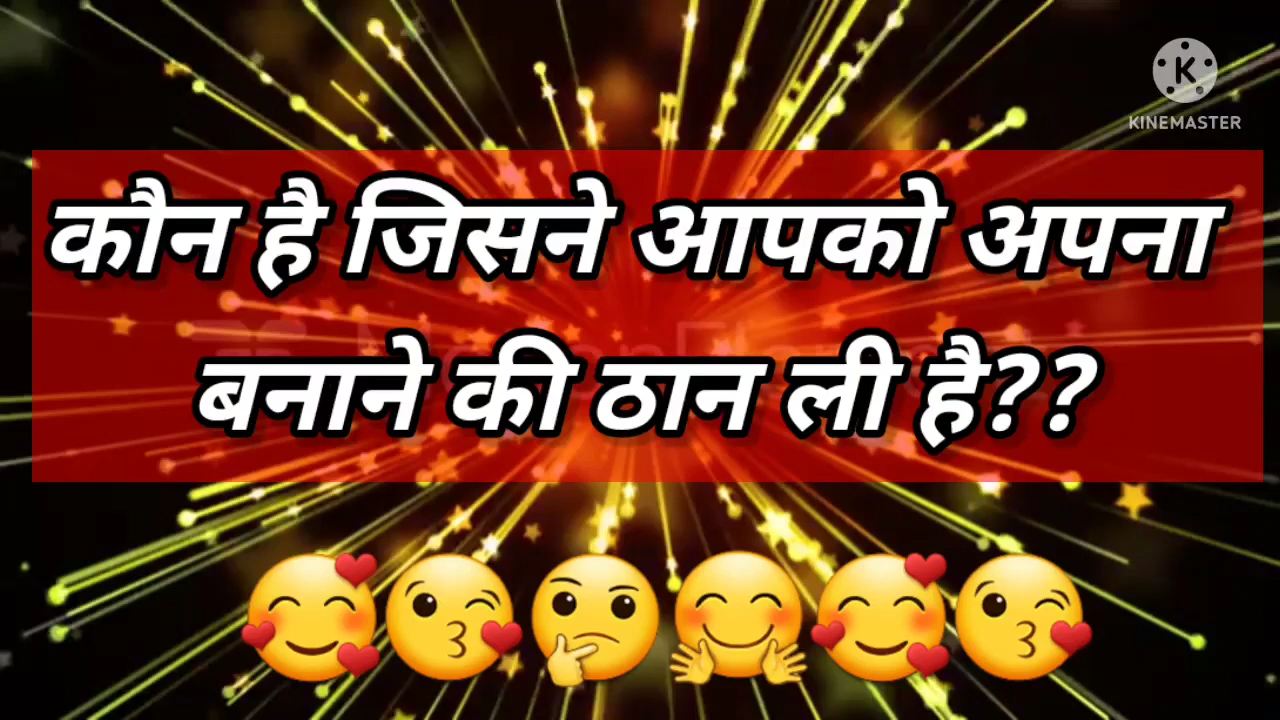 KINEMASTER
कौन है जिसने आपको अपना
बनाने की ठान ली है??